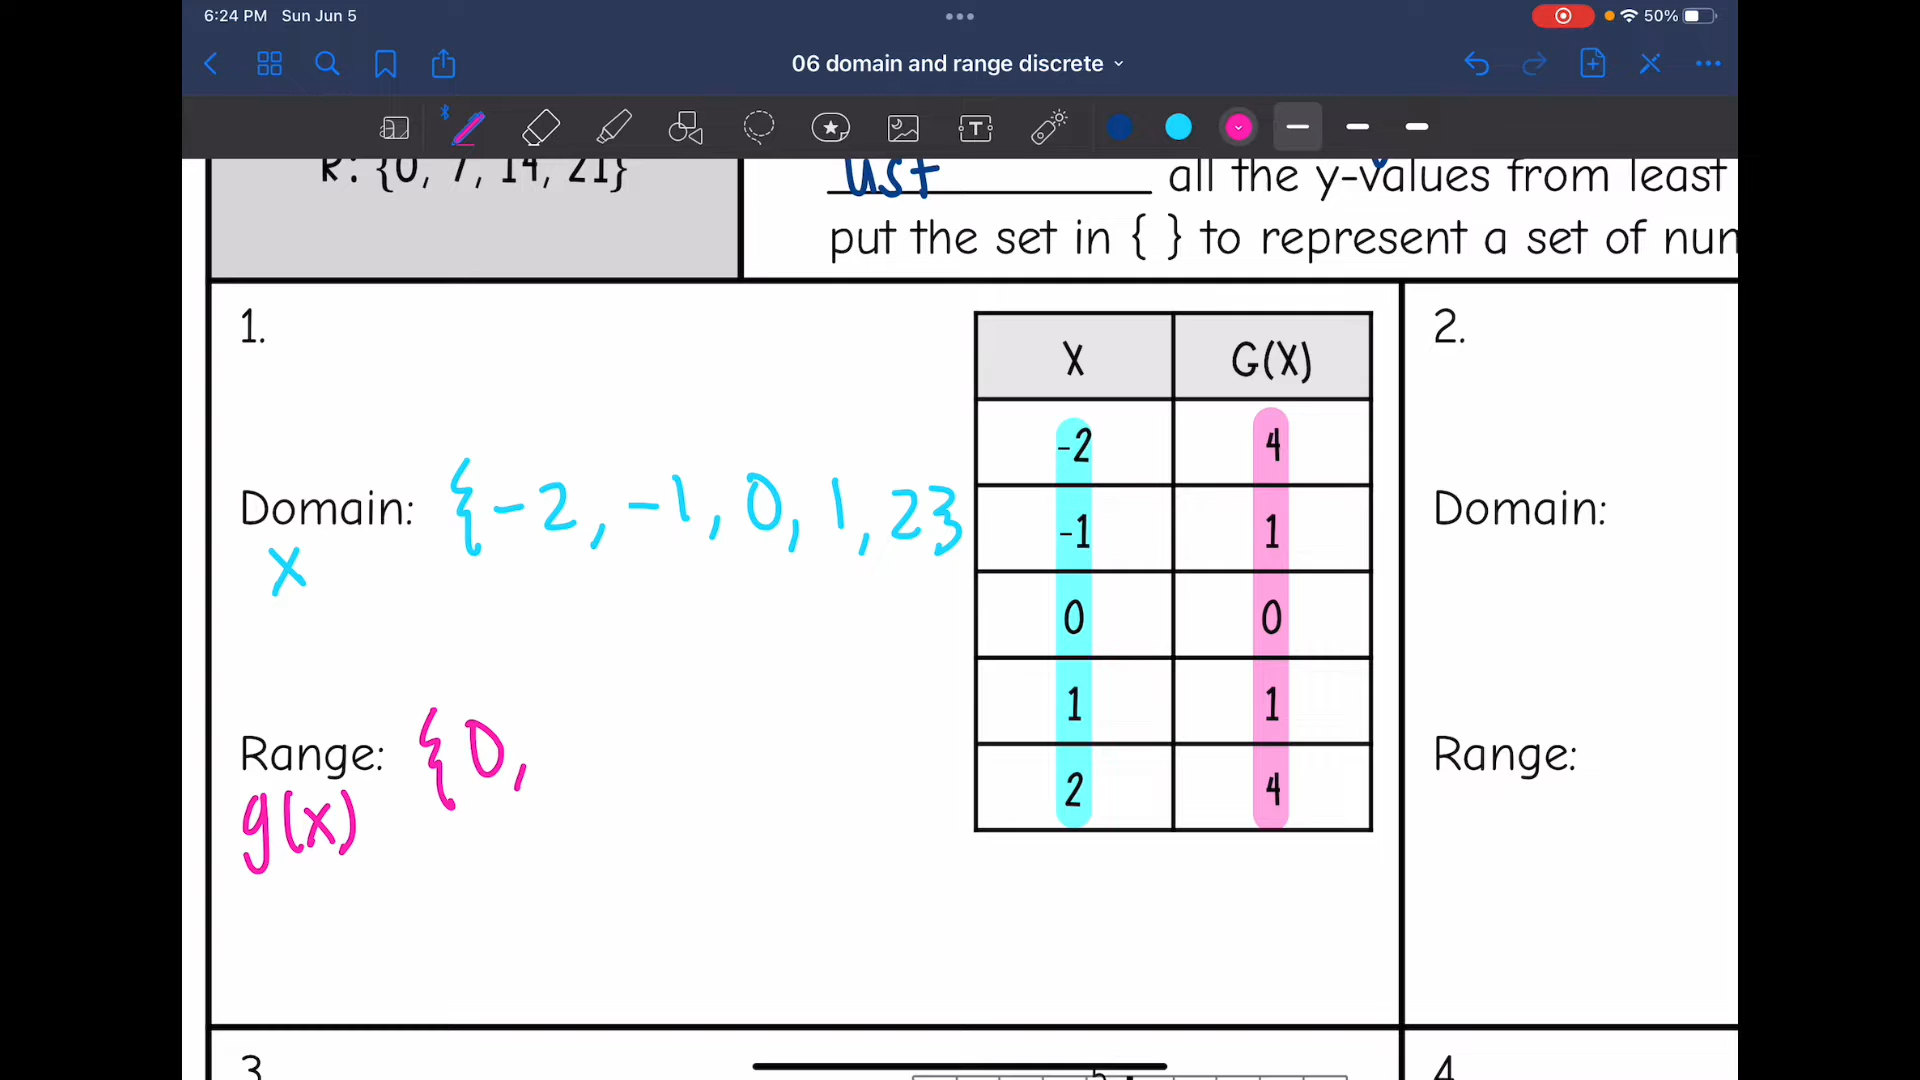 6:24 PM Sun Jun 5
50%
06 domain and range discrete
T
R: {0, 7, 14, 21}
list all the y-values from least
put the set in { } to represent a set of num
1.
X G(X)
-2 4
-1 1
0 0
1 1
2 4
Domain: {-2, -1, 0, 1, 2}
x
Range: {0,
g(x)
2.
Domain:
Range:
3
5
4